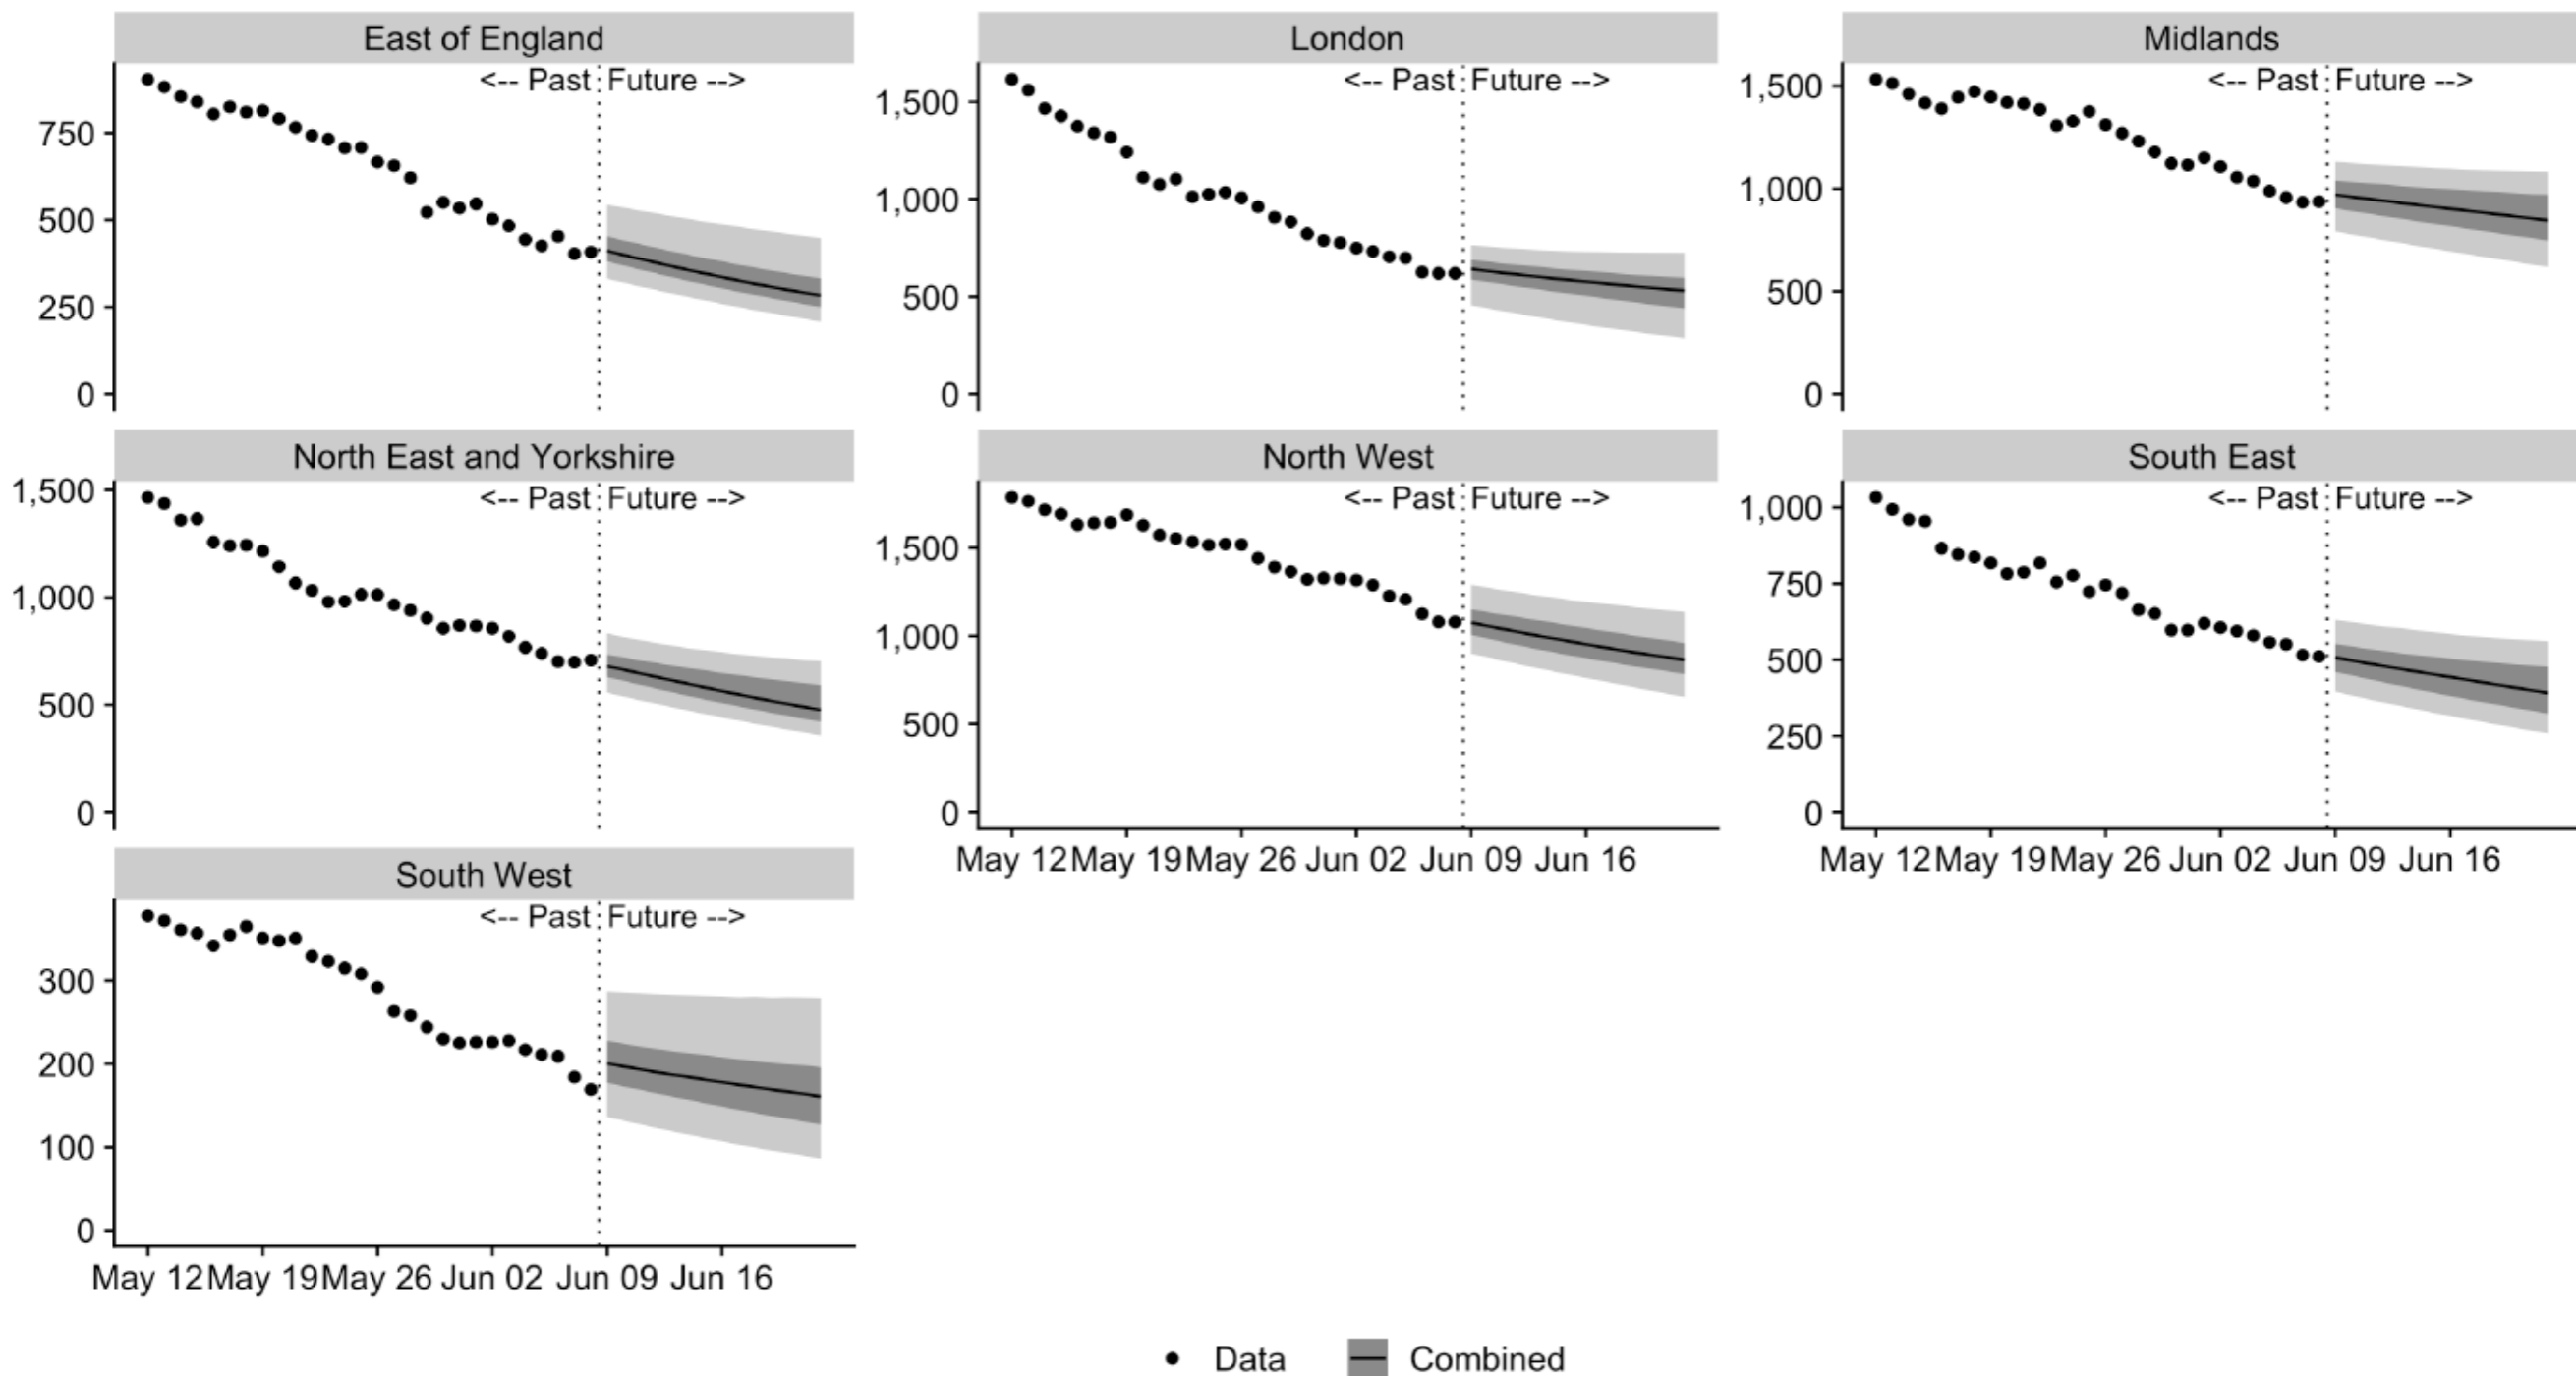 East of England
<-- Past Future -->
750
500
250
0
London
<-- Past Future -->
1,500
1,000
500
0
Midlands
<-- Past Future -->
1,500
1,000
500
0
North East and Yorkshire
<-- Past Future -->
1,500
1,000
500
0
North West
<-- Past Future -->
1,500
1,000
500
0
May 12 May 19 May 26 Jun 02 Jun 09 Jun 16
South East
<-- Past Future -->
1,000
750
500
250
0
May 12 May 19 May 26 Jun 02 Jun 09 Jun 16
South West
<-- Past Future -->
300
200
100
0
May 12 May 19 May 26 Jun 02 Jun 09 Jun 16
Data Combined